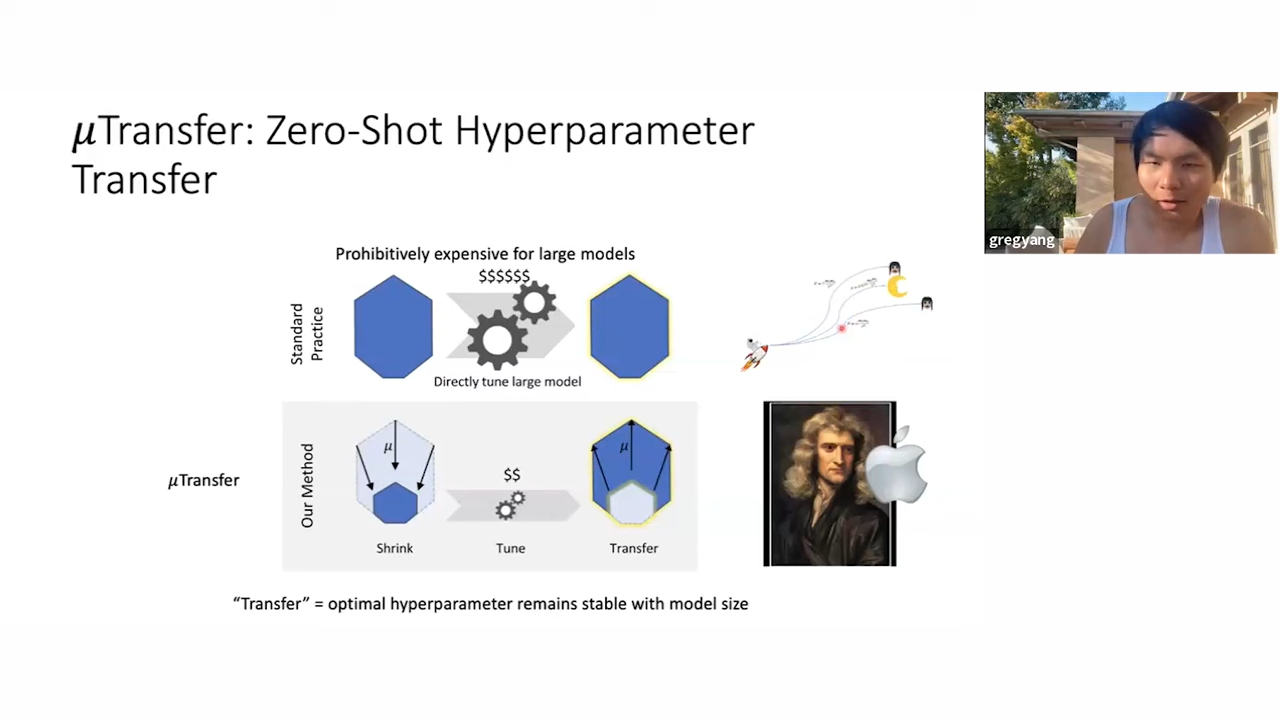 μTransfer: Zero-Shot Hyperparameter
Transfer
gregyang
Prohibitively expensive for large models
$$$$$$
Standard
Practice
Directly tune large model
μTransfer
Our Method
μ
$$
μ
Shrink
Tune
Transfer
“Transfer” = optimal hyperparameter remains stable with model size